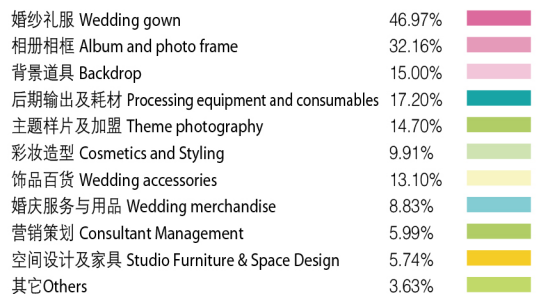 婚纱礼服 Wedding gown 46.97%
相册相框 Album and photo frame 32.16%
背景道具 Backdrop 15.00%
后期输出及耗材 Processing equipment and consumables 17.20%
主题样片及加盟 Theme photography 14.70%
彩妆造型 Cosmetics and Styling 9.91%
饰品百货 Wedding accessories 13.10%
婚庆服务与用品 Wedding merchandise 8.83%
营销策划 Consultant Management 5.99%
空间设计及家具 Studio Furniture & Space Design 5.74%
其它Others 3.63%